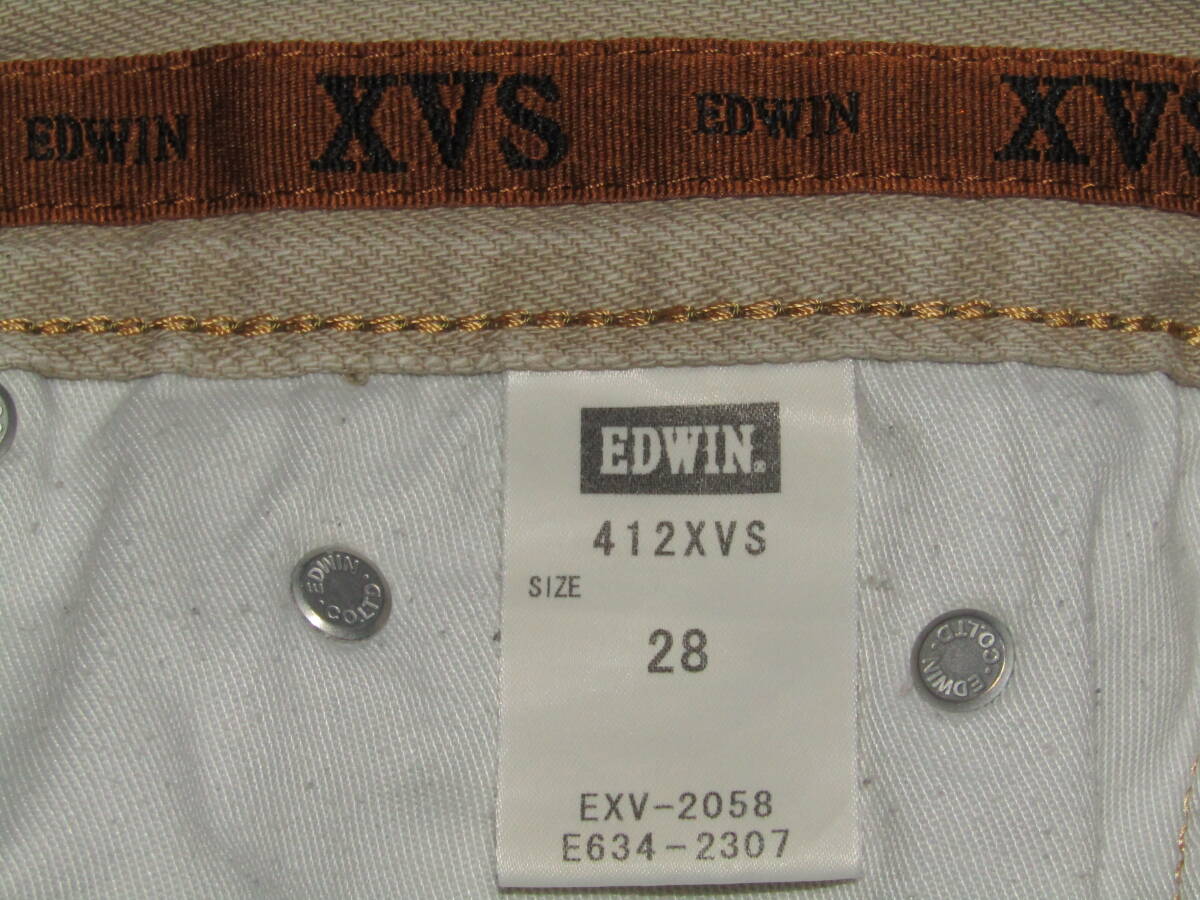 EDWIN XVS EDWIN XVS
EDWIN®
412XVS
SIZE
28
EXV-2058
E634-2307
· EDWIN · CO.LTD
· EDWIN · CO.LTD.